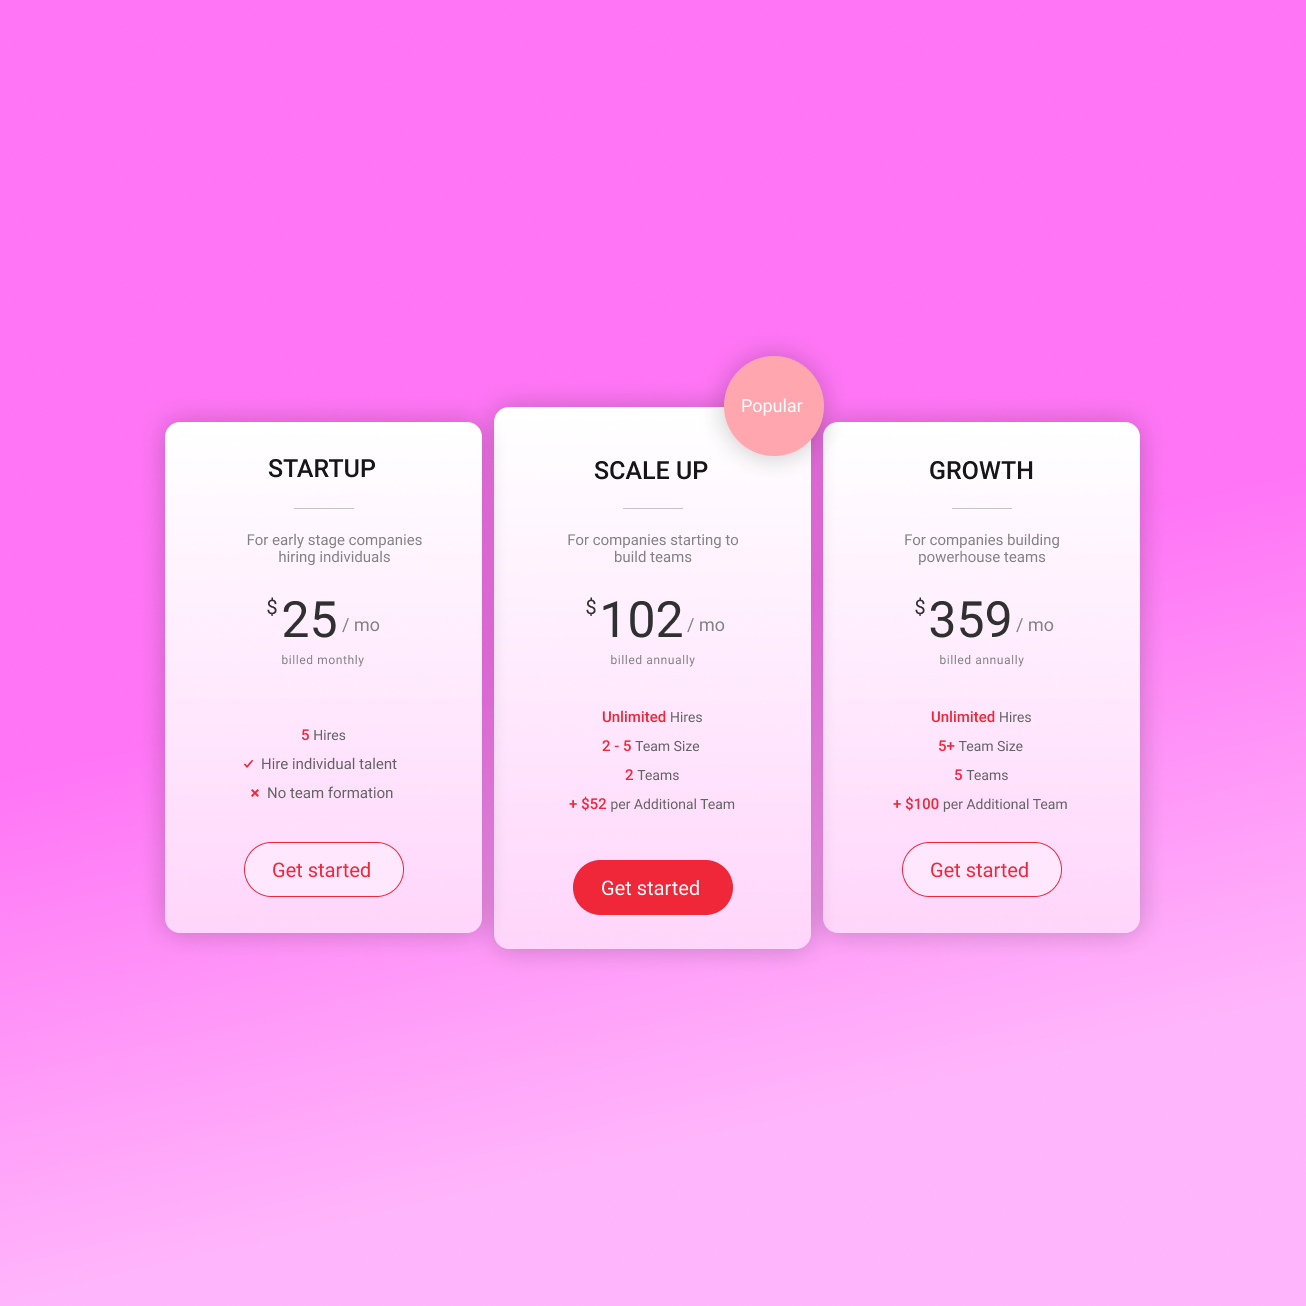 STARTUP
For early stage companies
hiring individuals
$25 / mo
billed monthly
5 Hires
✓ Hire individual talent
× No team formation
Get started
Popular
SCALE UP
For companies starting to
build teams
$102 / mo
billed annually
Unlimited Hires
2 - 5 Team Size
2 Teams
+ $52 per Additional Team
Get started
GROWTH
For companies building
powerhouse teams
$359 / mo
billed annually
Unlimited Hires
5+ Team Size
5 Teams
+ $100 per Additional Team
Get started